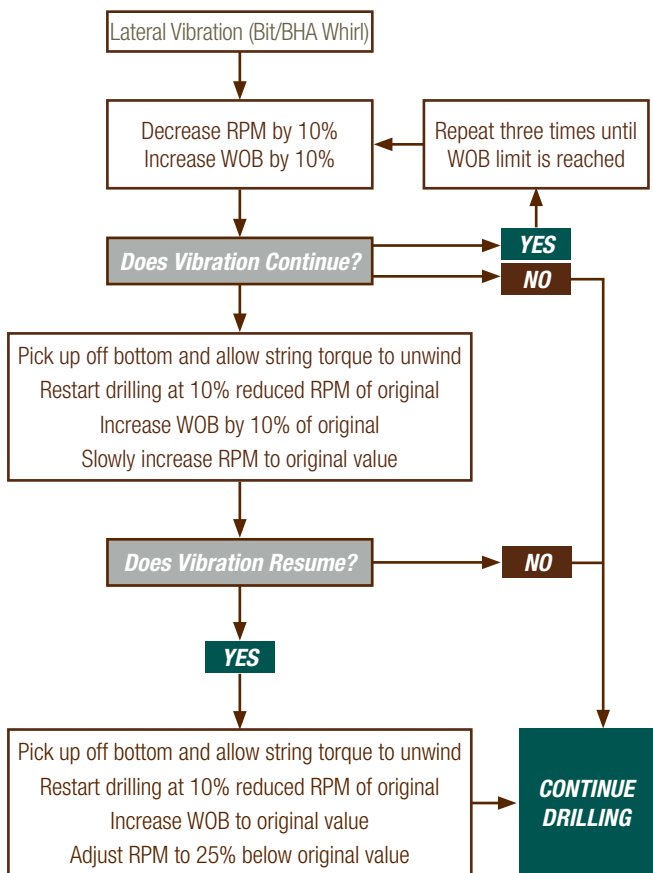 Lateral Vibration (Bit/BHA Whirl)
Decrease RPM by 10%
Increase WOB by 10%
Repeat three times until
WOB limit is reached
Does Vibration Continue?
YES
NO
Pick up off bottom and allow string torque to unwind
Restart drilling at 10% reduced RPM of original
Increase WOB by 10% of original
Slowly increase RPM to original value
Does Vibration Resume?
NO
YES
Pick up off bottom and allow string torque to unwind
Restart drilling at 10% reduced RPM of original
Increase WOB to original value
Adjust RPM to 25% below original value
CONTINUE
DRILLING